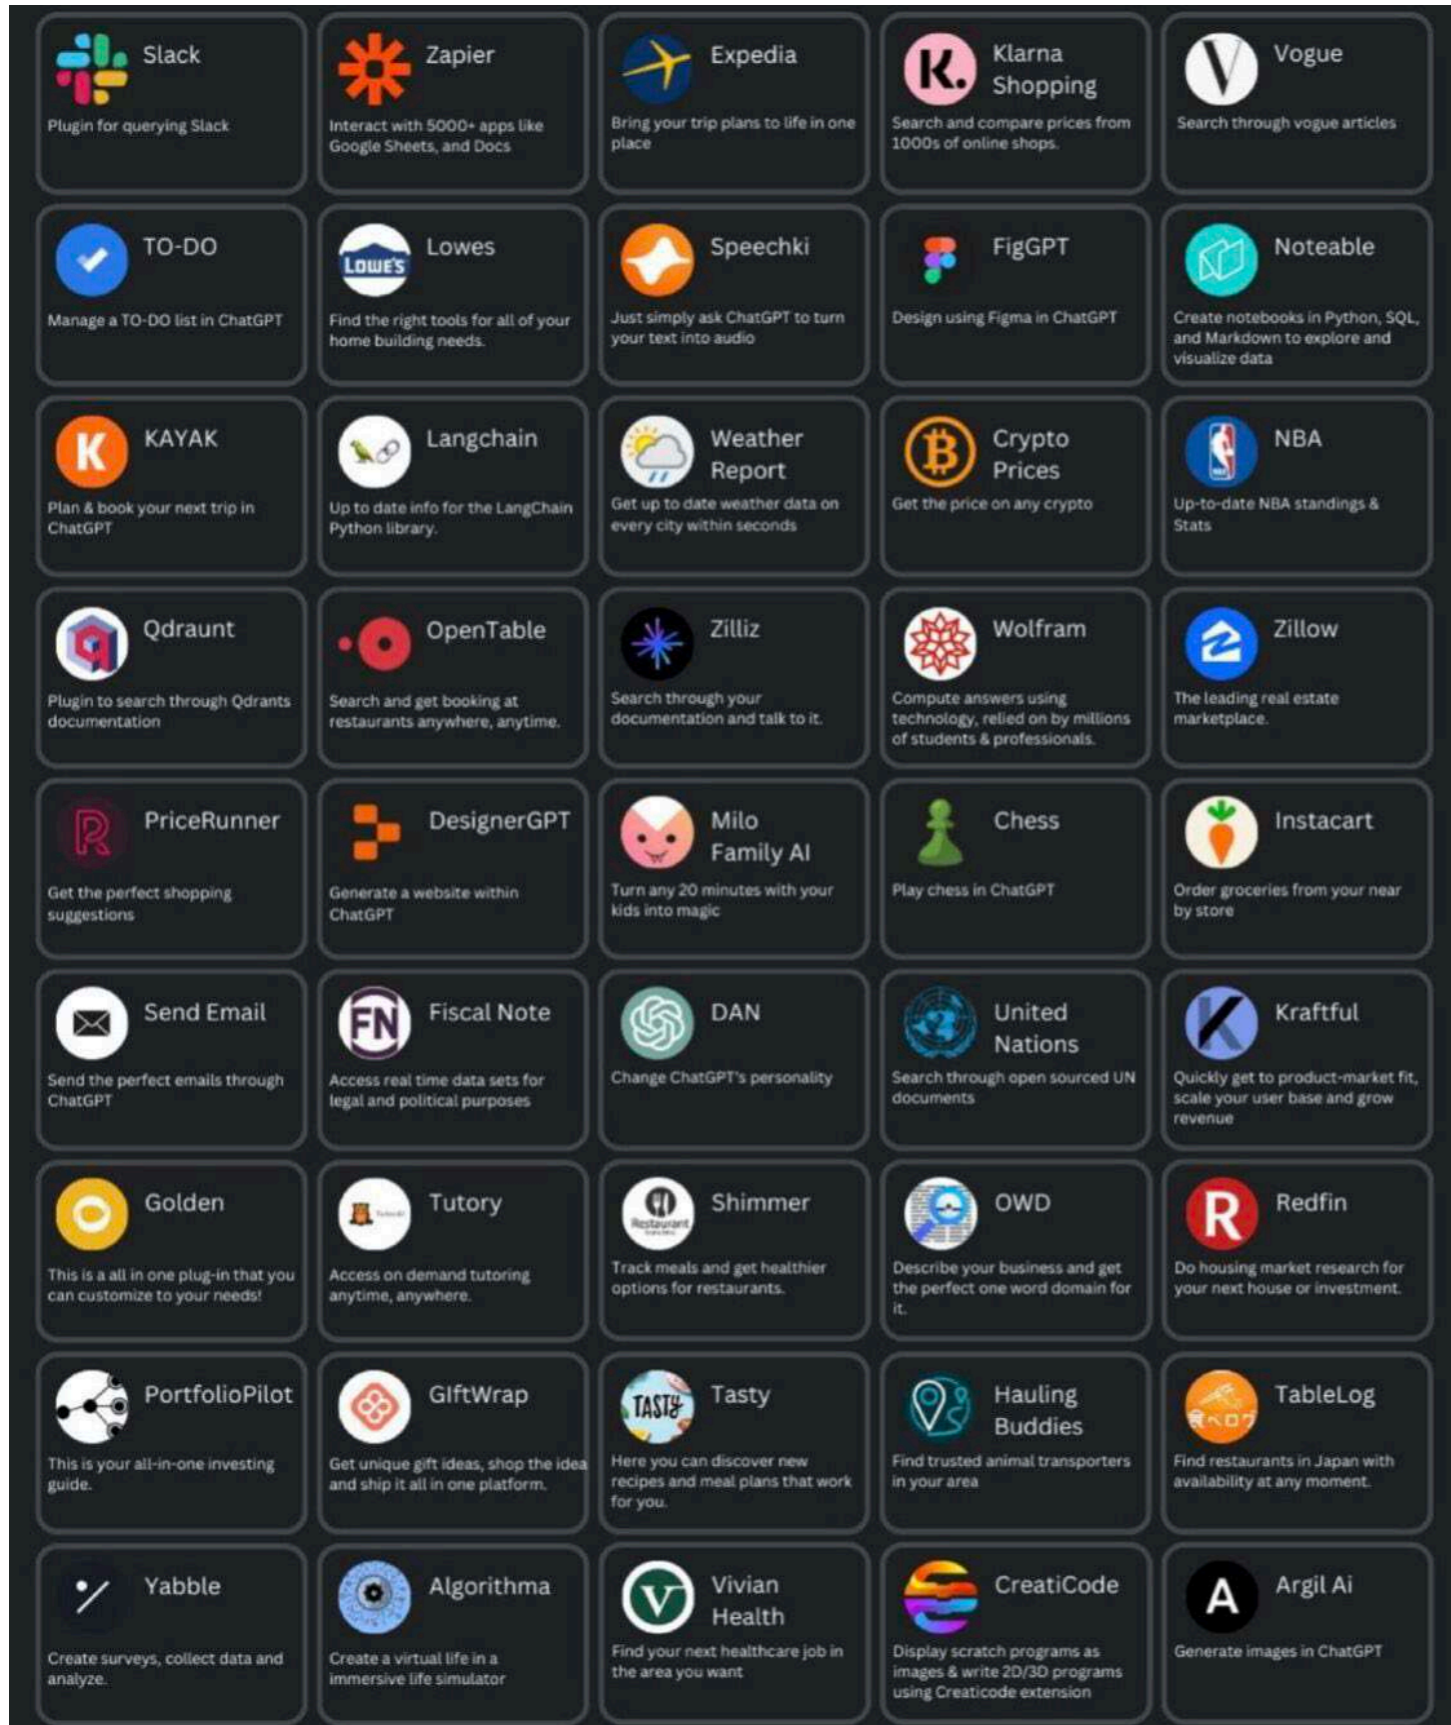 Slack
Plugin for querying Slack
Zapier
Interact with 5000+ apps like
Google Sheets, and Docs
Expedia
Bring your trip plans to life in one
place
K.
Klarna
Shopping
Search and compare prices from
1000s of online shops.
V
Vogue
Search through vogue articles
TO-DO
Manage a TO-DO list in ChatGPT
LOWE'S
Lowes
Find the right tools for all of your
home building needs.
Speechki
Just simply ask ChatGPT to turn
your text into audio
FigGPT
Design using Figma in ChatGPT
Noteable
Create notebooks in Python, SQL,
and Markdown to explore and
visualize data
K
KAYAK
Plan & book your next trip in
ChatGPT
Langchain
Up to date info for the LangChain
Python library.
Weather
Report
Get up to date weather data on
every city within seconds
Crypto
Prices
Get the price on any crypto
NBA
Up-to-date NBA standings &
Stats
Qdraunt
Plugin to search through Qdrants
documentation
OpenTable
Search and get booking at
restaurants anywhere, anytime.
Zilliz
Search through your
documentation and talk to it.
Wolfram
Compute answers using
technology, relied on by millions
of students & professionals.
Zillow
The leading real estate
marketplace.
R
PriceRunner
Get the perfect shopping
suggestions
DesignerGPT
Generate a website within
ChatGPT
Milo
Family AI
Turn any 20 minutes with your
kids into magic
Chess
Play chess in ChatGPT
Instacart
Order groceries from your near
by store
Send Email
Send the perfect emails through
ChatGPT
FN
Fiscal Note
Access real time data sets for
legal and political purposes
DAN
Change ChatGPT's personality
United
Nations
Search through open sourced UN
documents
K
Kraftful
Quickly get to product-market fit,
scale your user base and grow
revenue
Golden
This is a all in one plug-in that you
can customize to your needs!
Tutory
Access on demand tutoring
anytime, anywhere.
Restaurant
Shimmer
Track meals and get healthier
options for restaurants.
OWD
Describe your business and get
the perfect one word domain for
it.
R
Redfin
Do housing market research for
your next house or investment.
PortfolioPilot
This is your all-in-one investing
guide.
GIftWrap
Get unique gift ideas, shop the idea
and ship it all in one platform.
TASTY
Tasty
Here you can discover new
recipes and meal plans that work
for you.
Hauling
Buddies
Find trusted animal transporters
in your area
食べログ
TableLog
Find restaurants in Japan with
availability at any moment.
Yabble
Create surveys, collect data and
analyze.
Algorithma
Create a virtual life in a
immersive life simulator
V
Vivian
Health
Find your next healthcare job in
the area you want
CreatiCode
Display scratch programs as
images & write 2D/3D programs
using Creaticode extension
A
Argil Ai
Generate images in ChatGPT